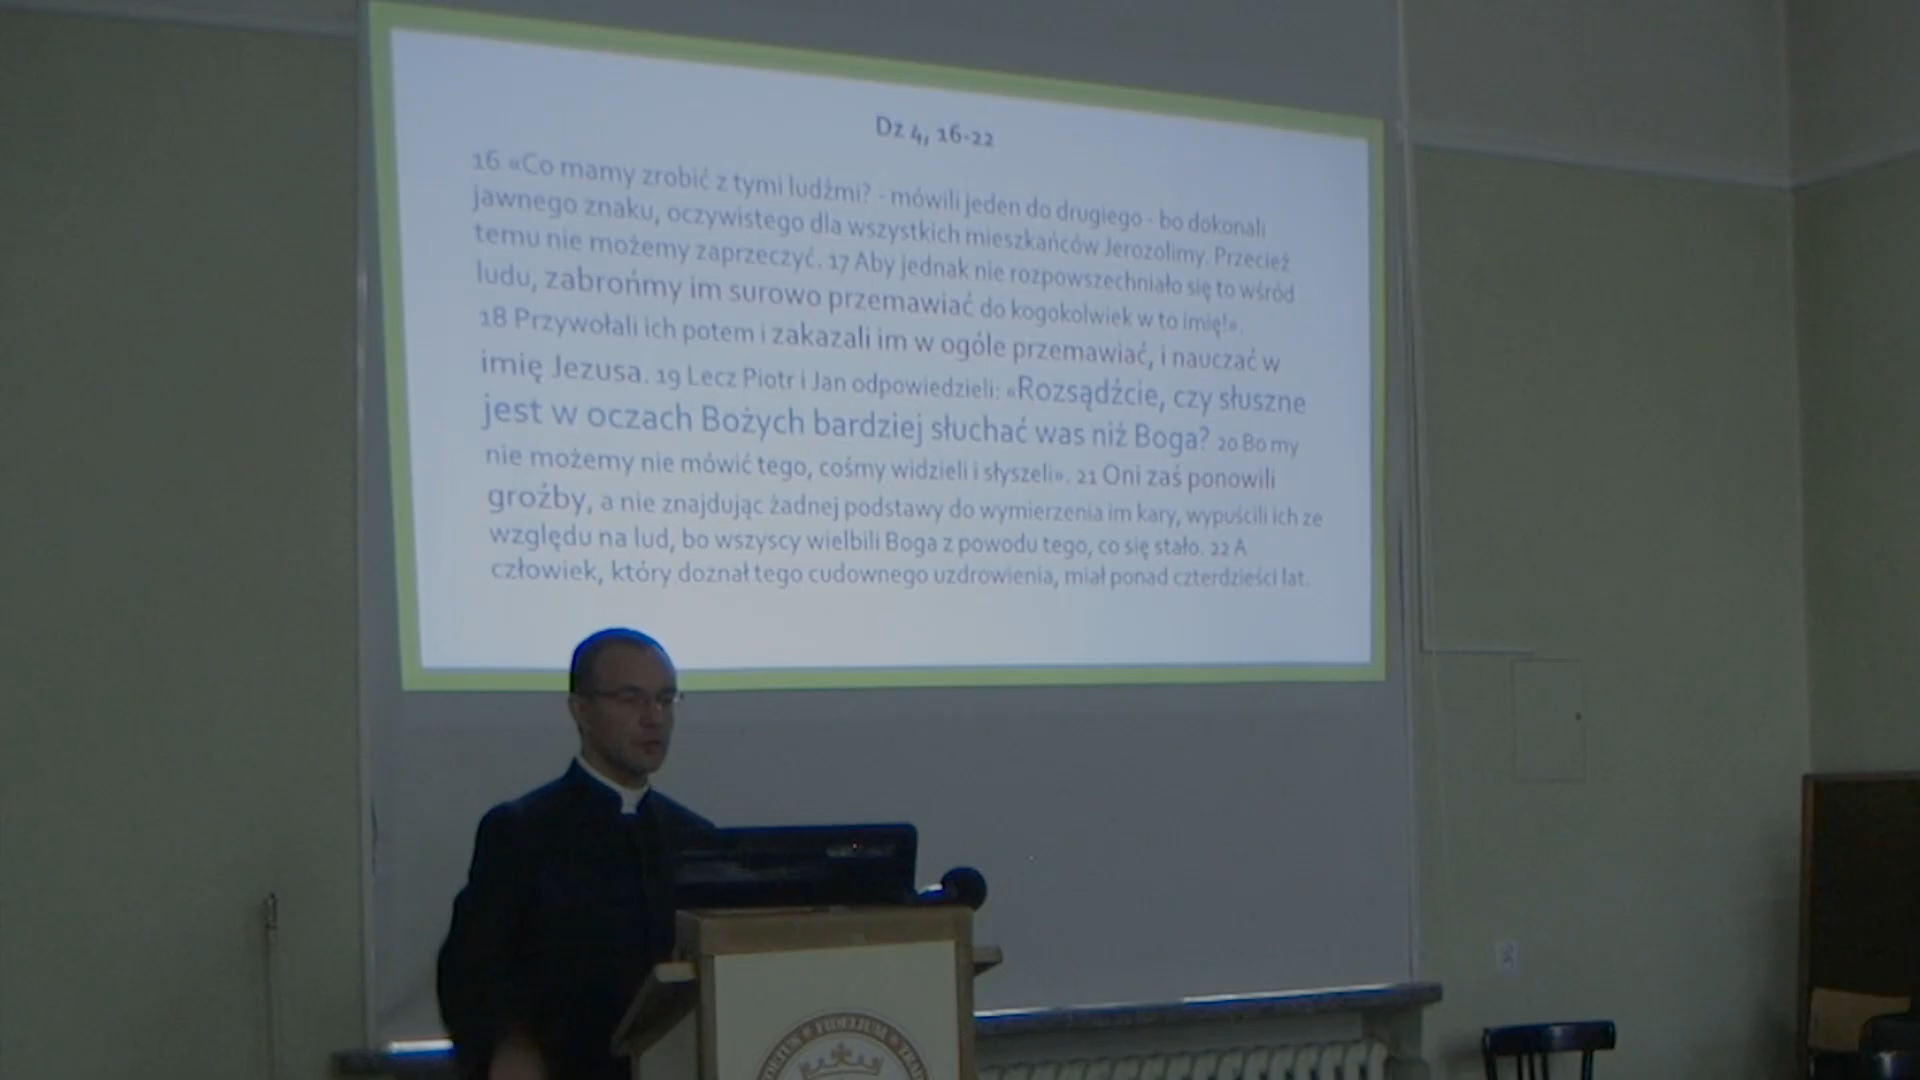 Dz 4, 16-22
16 «Co mamy zrobić z tymi ludźmi? - mówili jeden do drugiego - bo dokonali
jawnego znaku, oczywistego dla wszystkich mieszkańców Jerozolimy. Przecież
temu nie możemy zaprzeczyć. 17 Aby jednak nie rozpowszechniało się to wśród
ludu, zabrońmy im surowo przemawiać do kogokolwiek w to imię!».
18 Przywołali ich potem i zakazali im w ogóle przemawiać, i nauczać w
imię Jezusa. 19 Lecz Piotr i Jan odpowiedzieli: «Rozsądźcie, czy słuszne
jest w oczach Bożych bardziej słuchać was niż Boga? 20 Bo my
nie możemy nie mówić tego, cośmy widzieli i słyszeli». 21 Oni zaś ponowili
groźby, a nie znajdując żadnej podstawy do wymierzenia im kary, wypuścili ich ze
względu na lud, bo wszyscy wielbili Boga z powodu tego, co się stało. 22 A
człowiek, który doznał tego cudownego uzdrowienia, miał ponad czterdzieści lat.
FIDELIUM